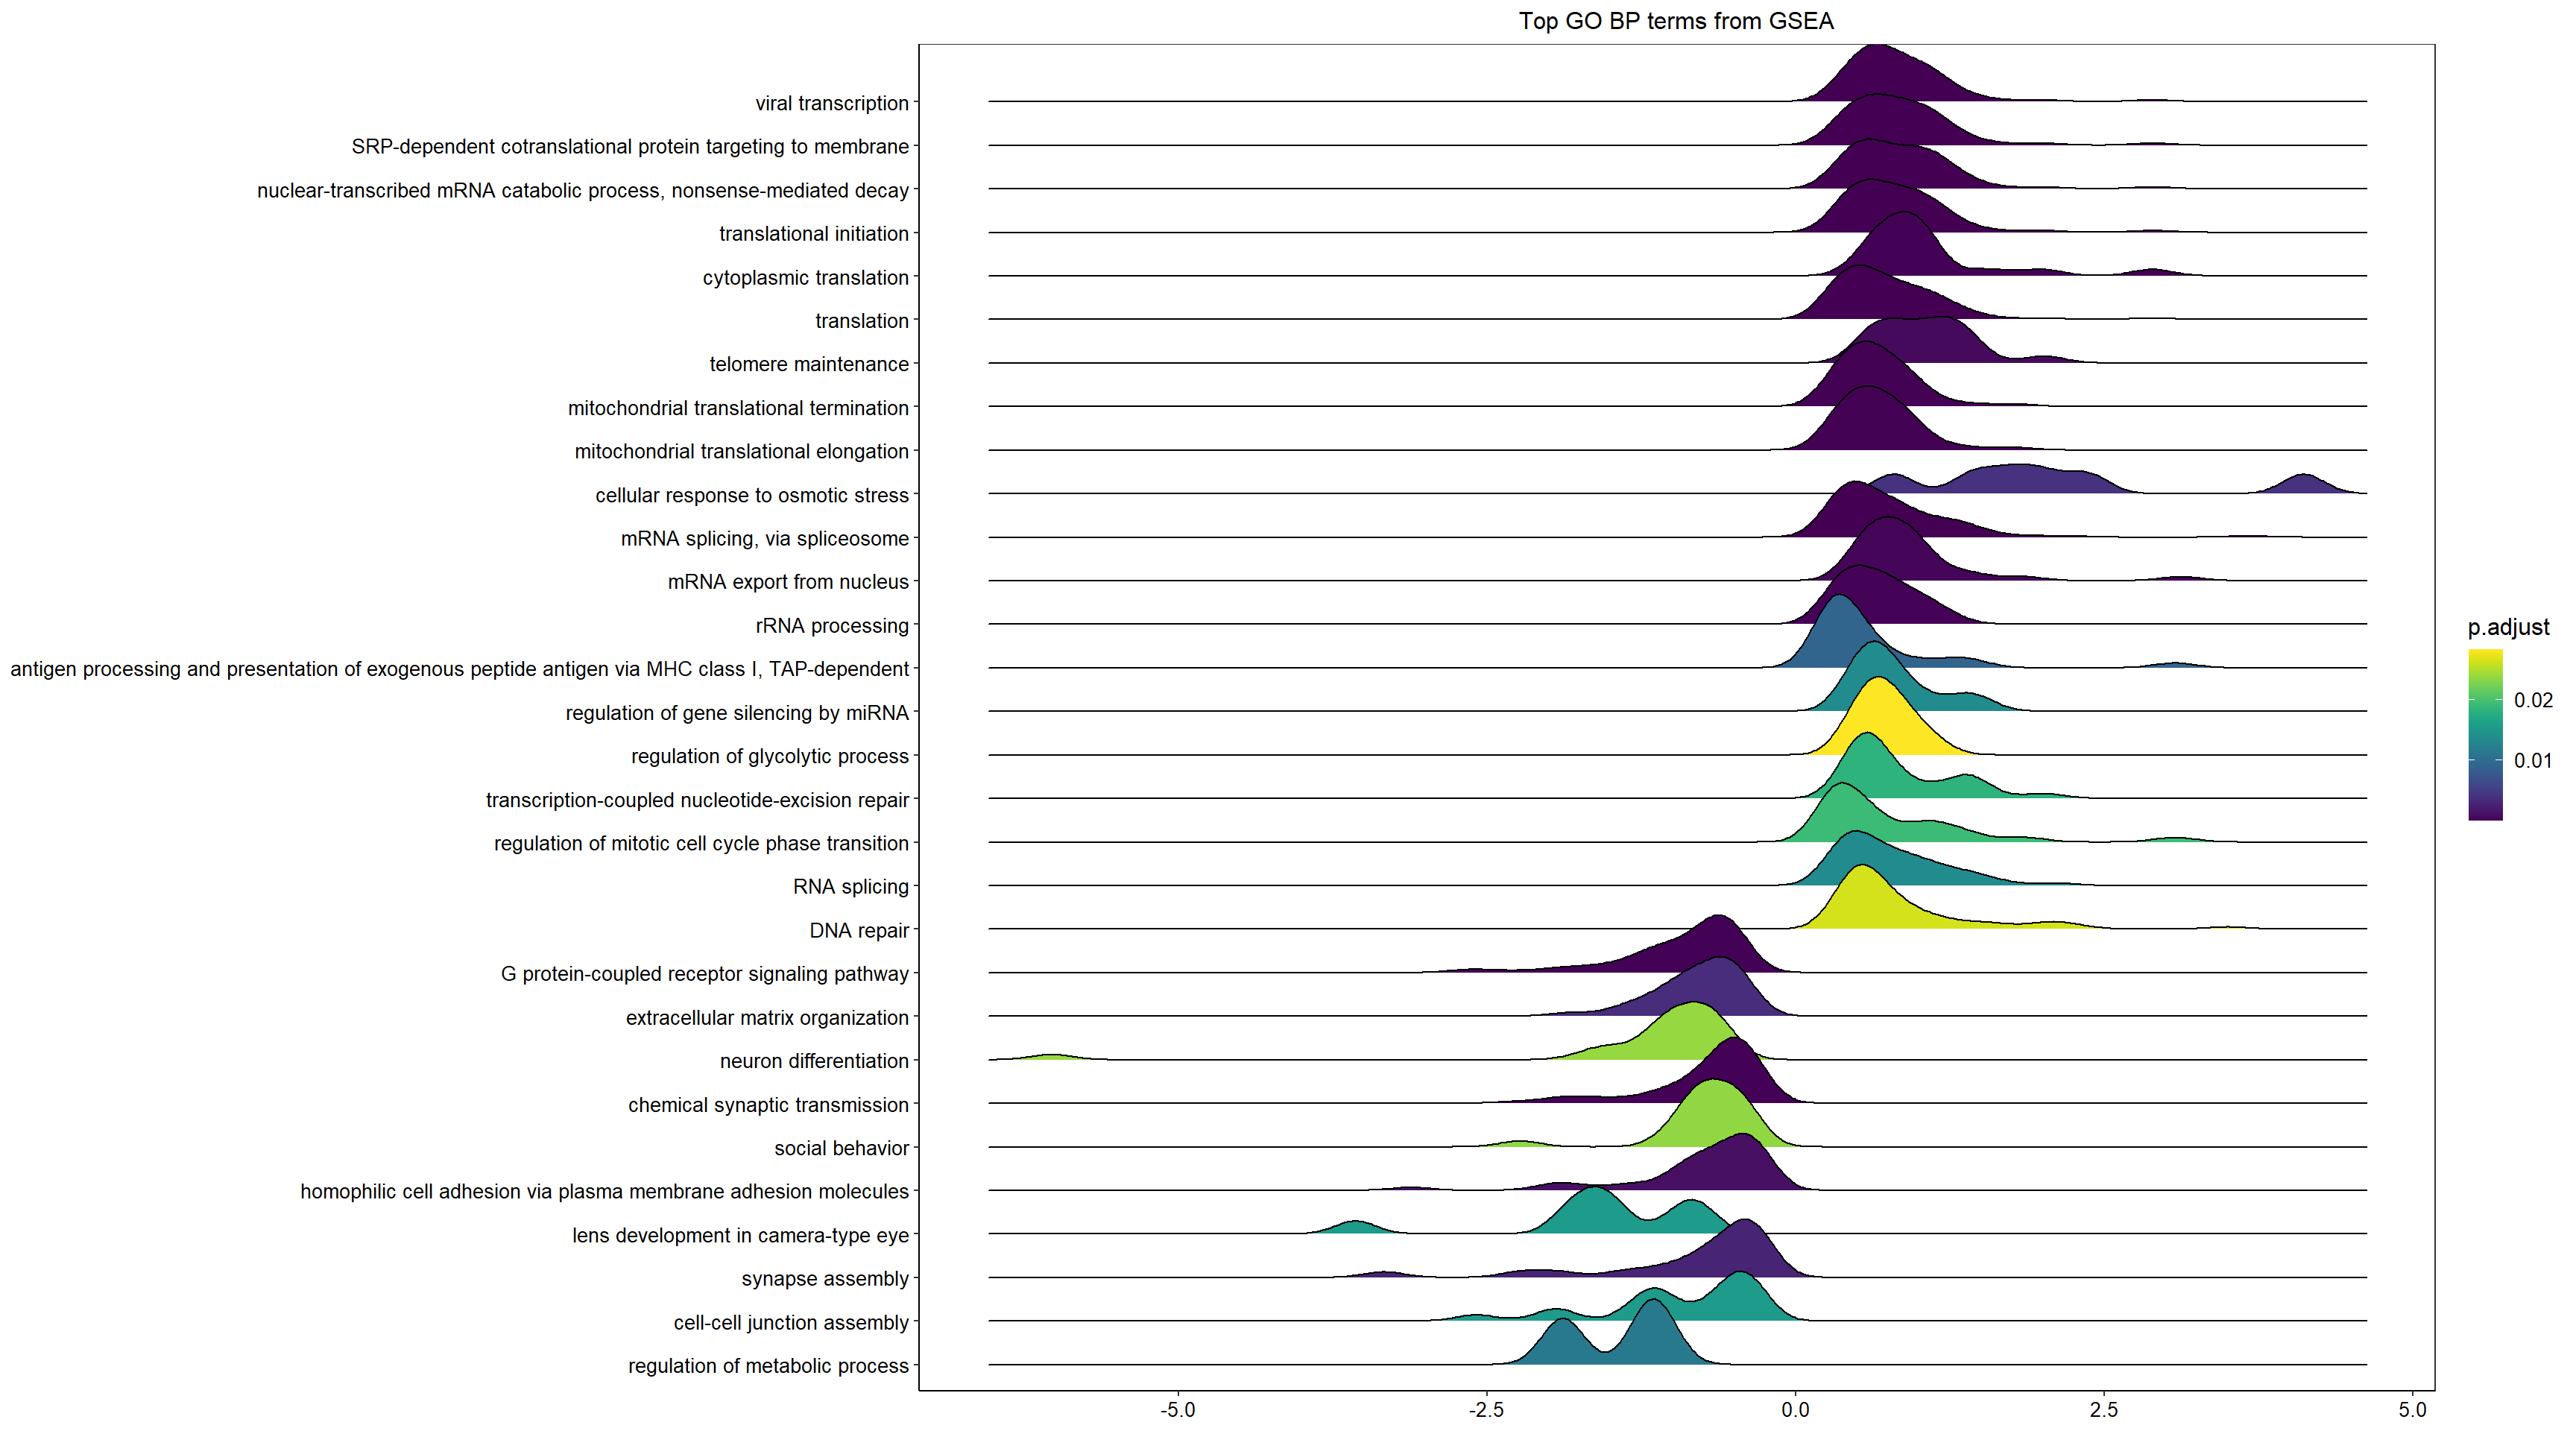 Top GO BP terms from GSEA
viral transcription
SRP-dependent cotranslational protein targeting to membrane
nuclear-transcribed mRNA catabolic process, nonsense-mediated decay
translational initiation
cytoplasmic translation
translation
telomere maintenance
mitochondrial translational termination
mitochondrial translational elongation
cellular response to osmotic stress
mRNA splicing, via spliceosome
mRNA export from nucleus
rRNA processing
antigen processing and presentation of exogenous peptide antigen via MHC class I, TAP-dependent
regulation of gene silencing by miRNA
regulation of glycolytic process
transcription-coupled nucleotide-excision repair
regulation of mitotic cell cycle phase transition
RNA splicing
DNA repair
G protein-coupled receptor signaling pathway
extracellular matrix organization
neuron differentiation
chemical synaptic transmission
social behavior
homophilic cell adhesion via plasma membrane adhesion molecules
lens development in camera-type eye
synapse assembly
cell-cell junction assembly
regulation of metabolic process
-5.0 -2.5 0.0 2.5 5.0
p.adjust
0.02
0.01